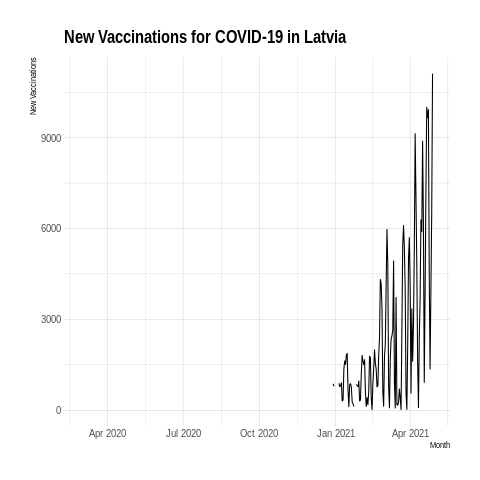 New Vaccinations for COVID-19 in Latvia
New Vaccinations
9000
6000
3000
0
Apr 2020 Jul 2020 Oct 2020 Jan 2021 Apr 2021
Month